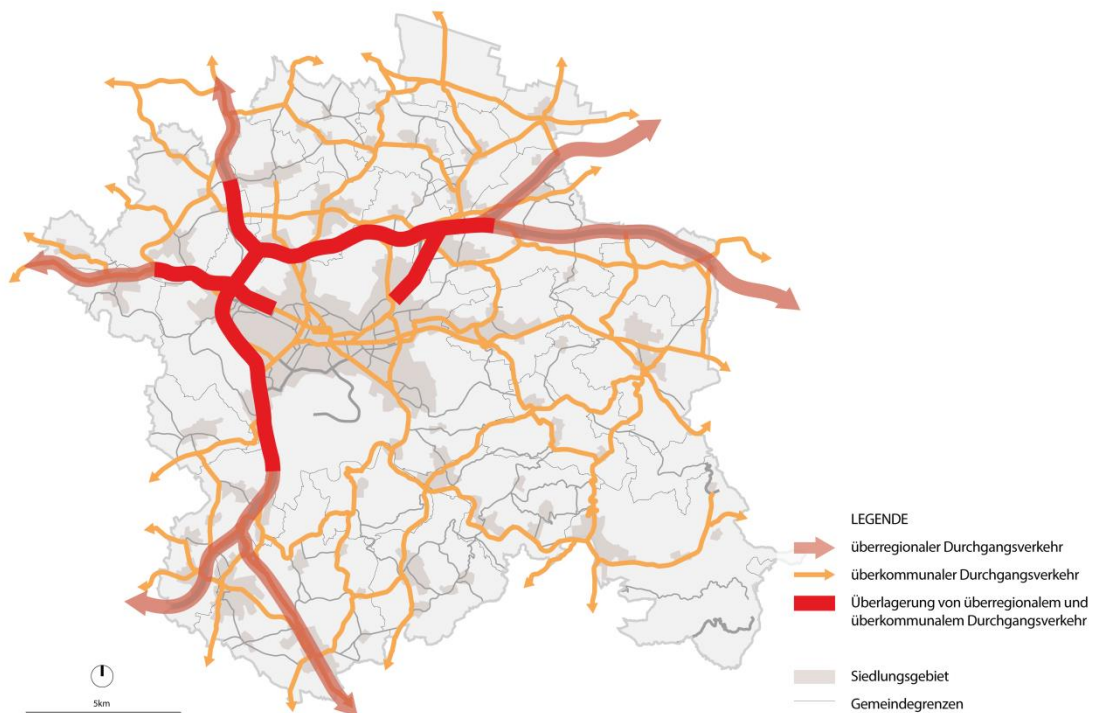 LEGENDE
überregionaler Durchgangsverkehr
überkommunaler Durchgangsverkehr
Überlagerung von überregionalem und
überkommunalem Durchgangsverkehr
Siedlungsgebiet
Gemeindegrenzen
5km